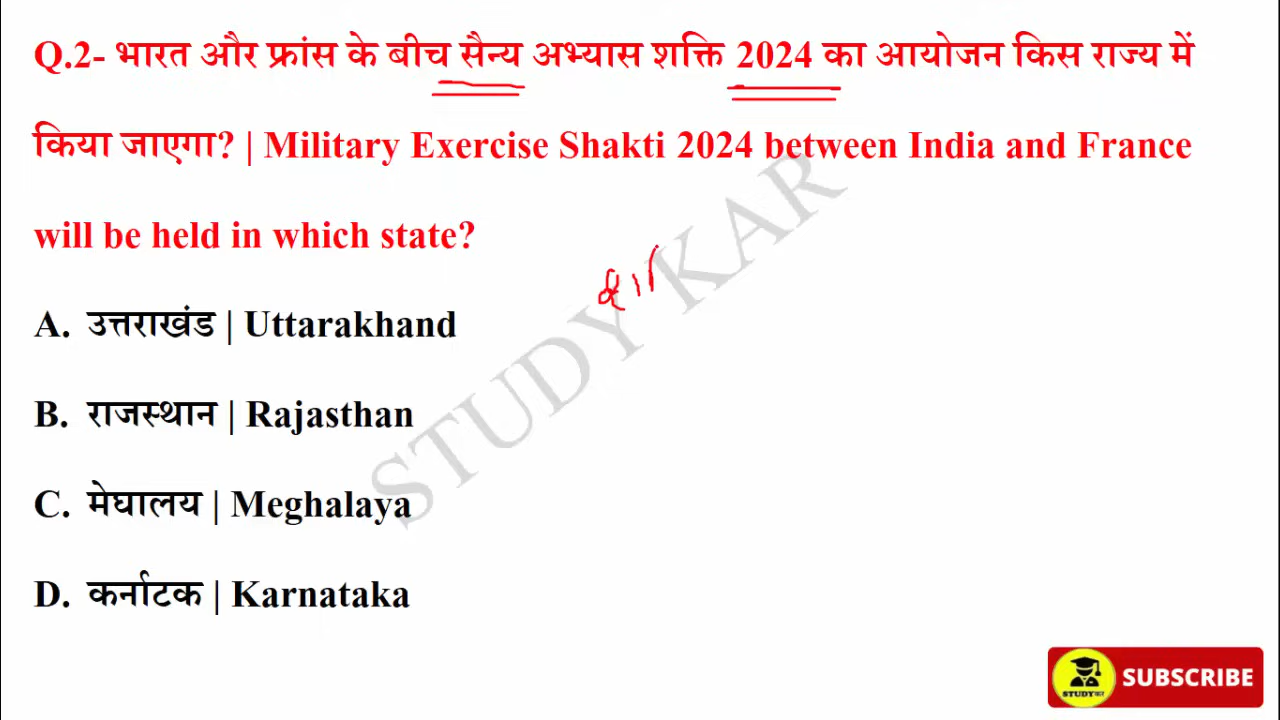 Q.2- भारत और फ्रांस के बीच सैन्य अभ्यास शक्ति 2024 का आयोजन किस राज्य में
किया जाएगा? | Military Exercise Shakti 2024 between India and France
will be held in which state?
A. उत्तराखंड | Uttarakhand
B. राजस्थान | Rajasthan
C. मेघालय | Meghalaya
D. कर्नाटक | Karnataka
STUDY KAR
SUBSCRIBE